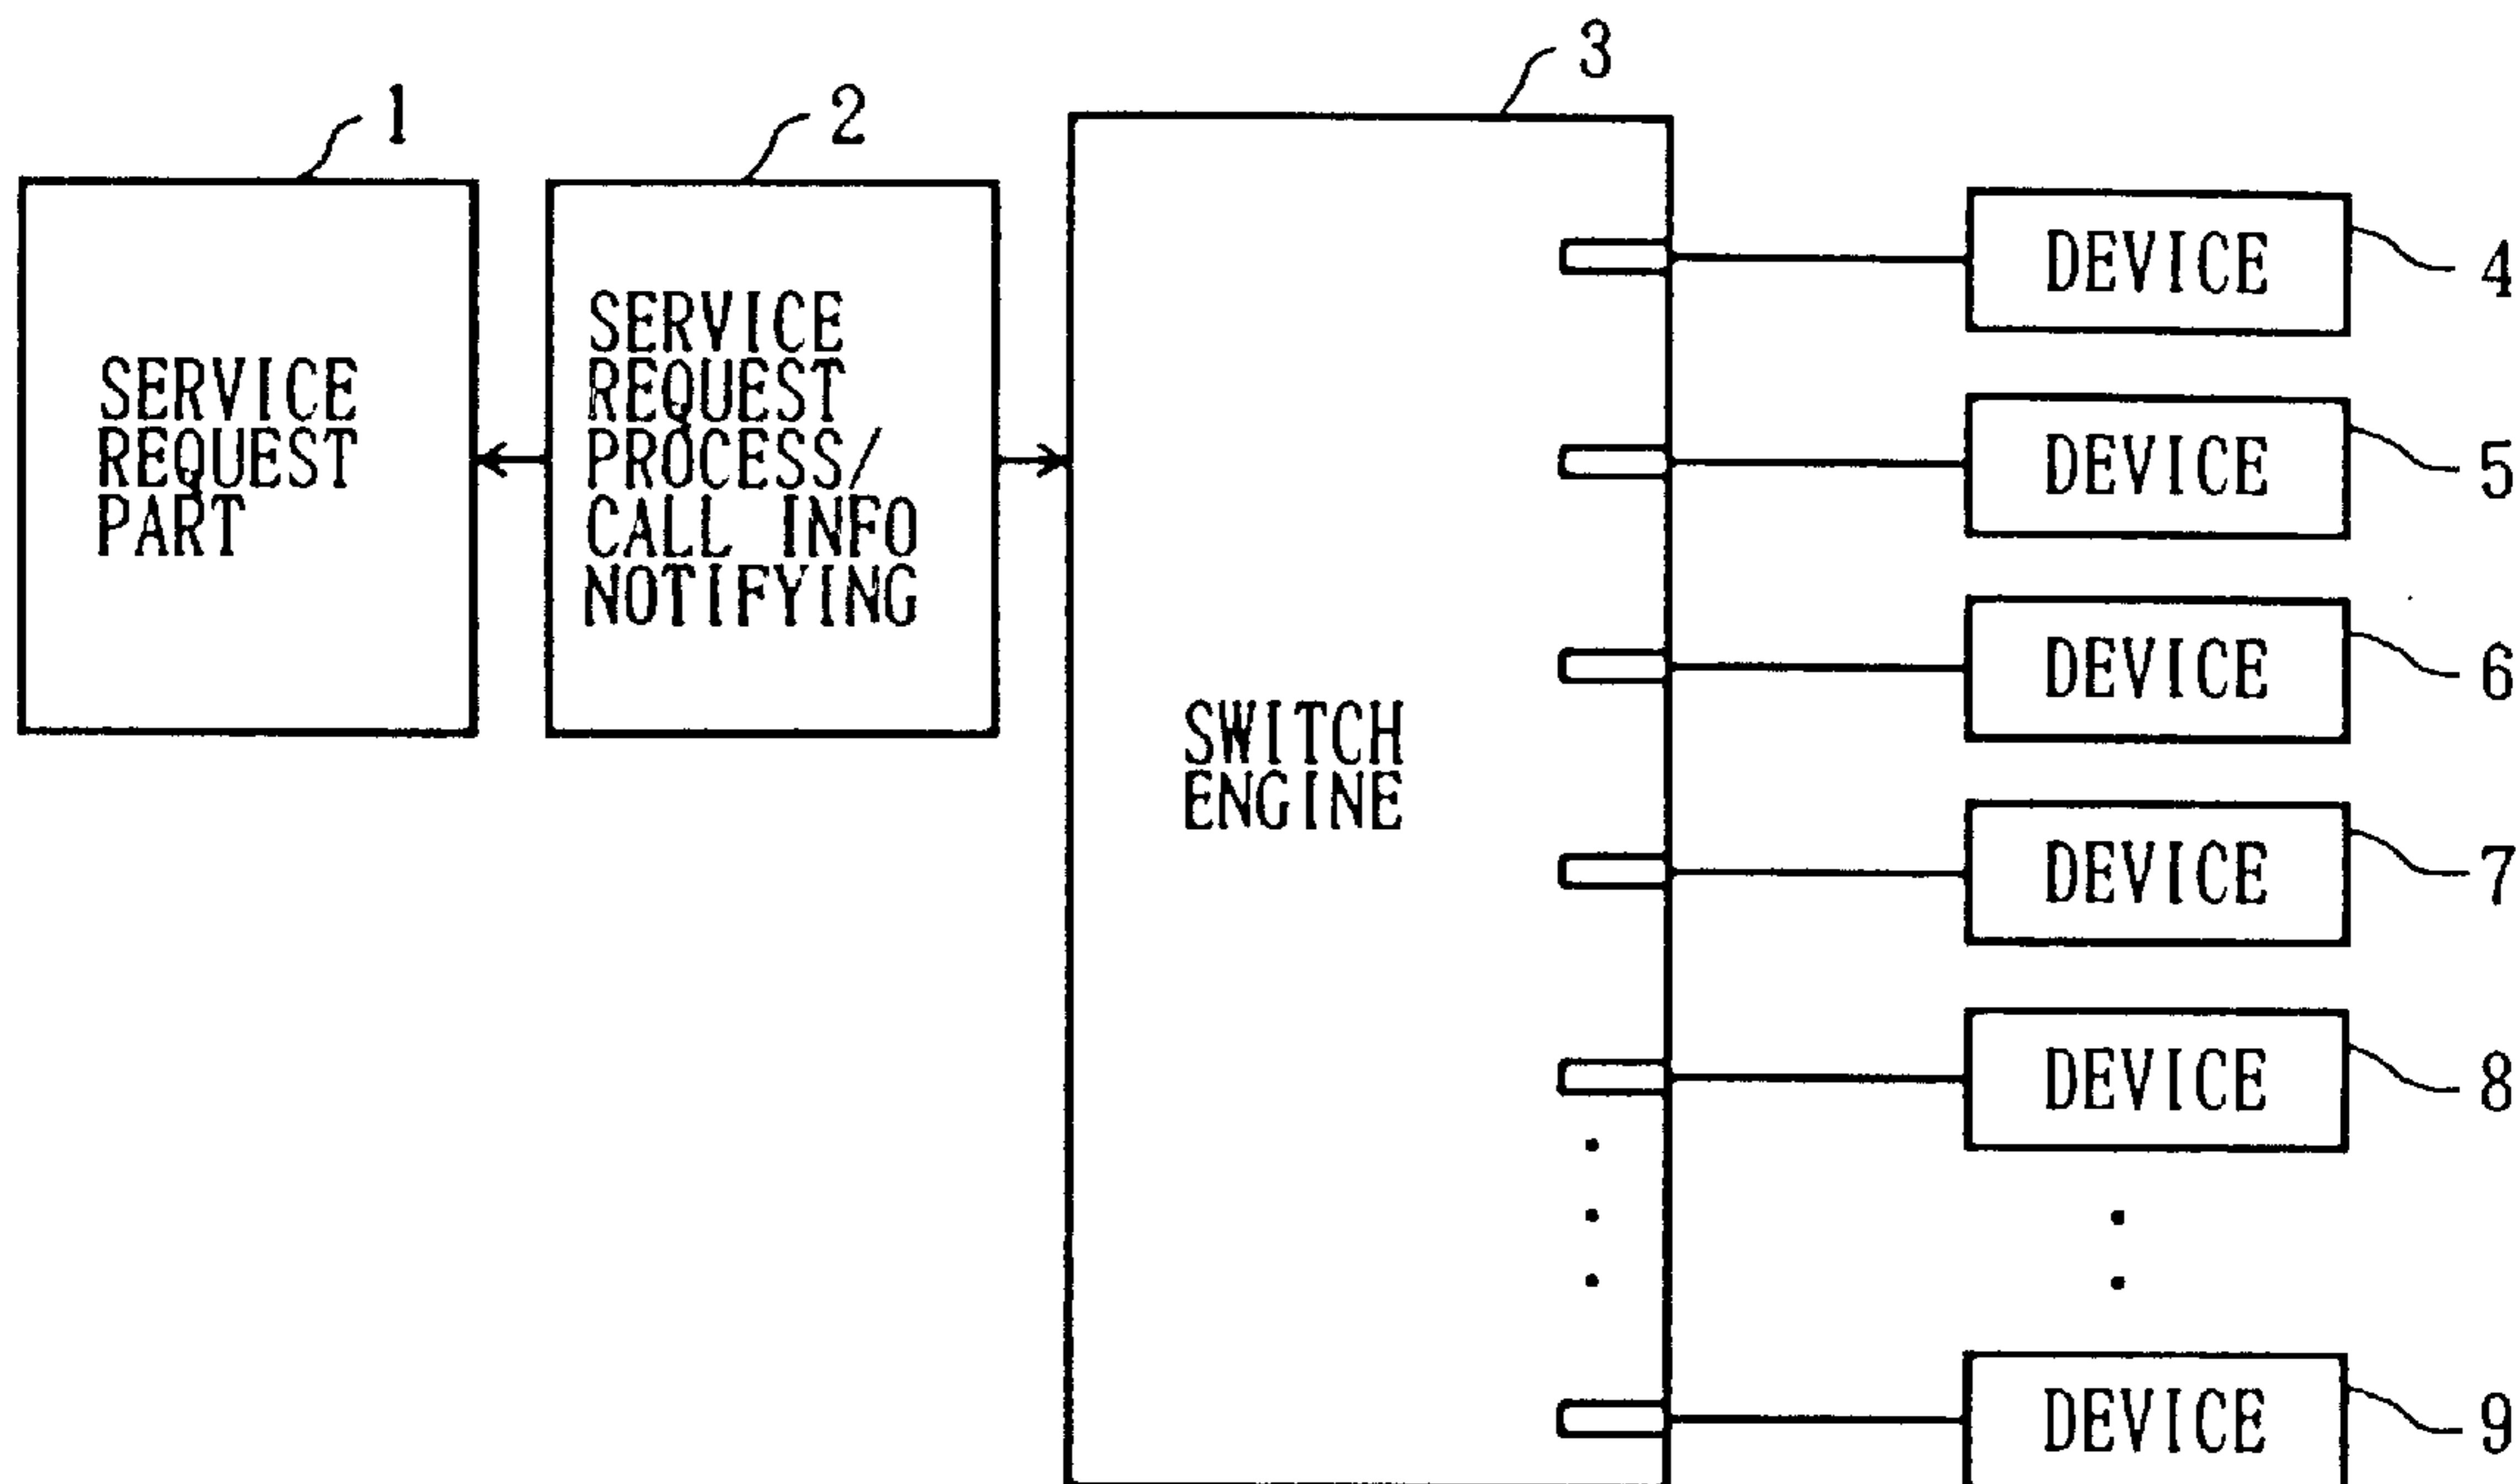 1
2
3
SERVICE
REQUEST
PART
SERVICE
REQUEST
PROCESS/
CALL INFO
NOTIFYING
SWITCH
ENGINE
DEVICE
4
DEVICE
5
DEVICE
6
DEVICE
7
DEVICE
8
DEVICE
9